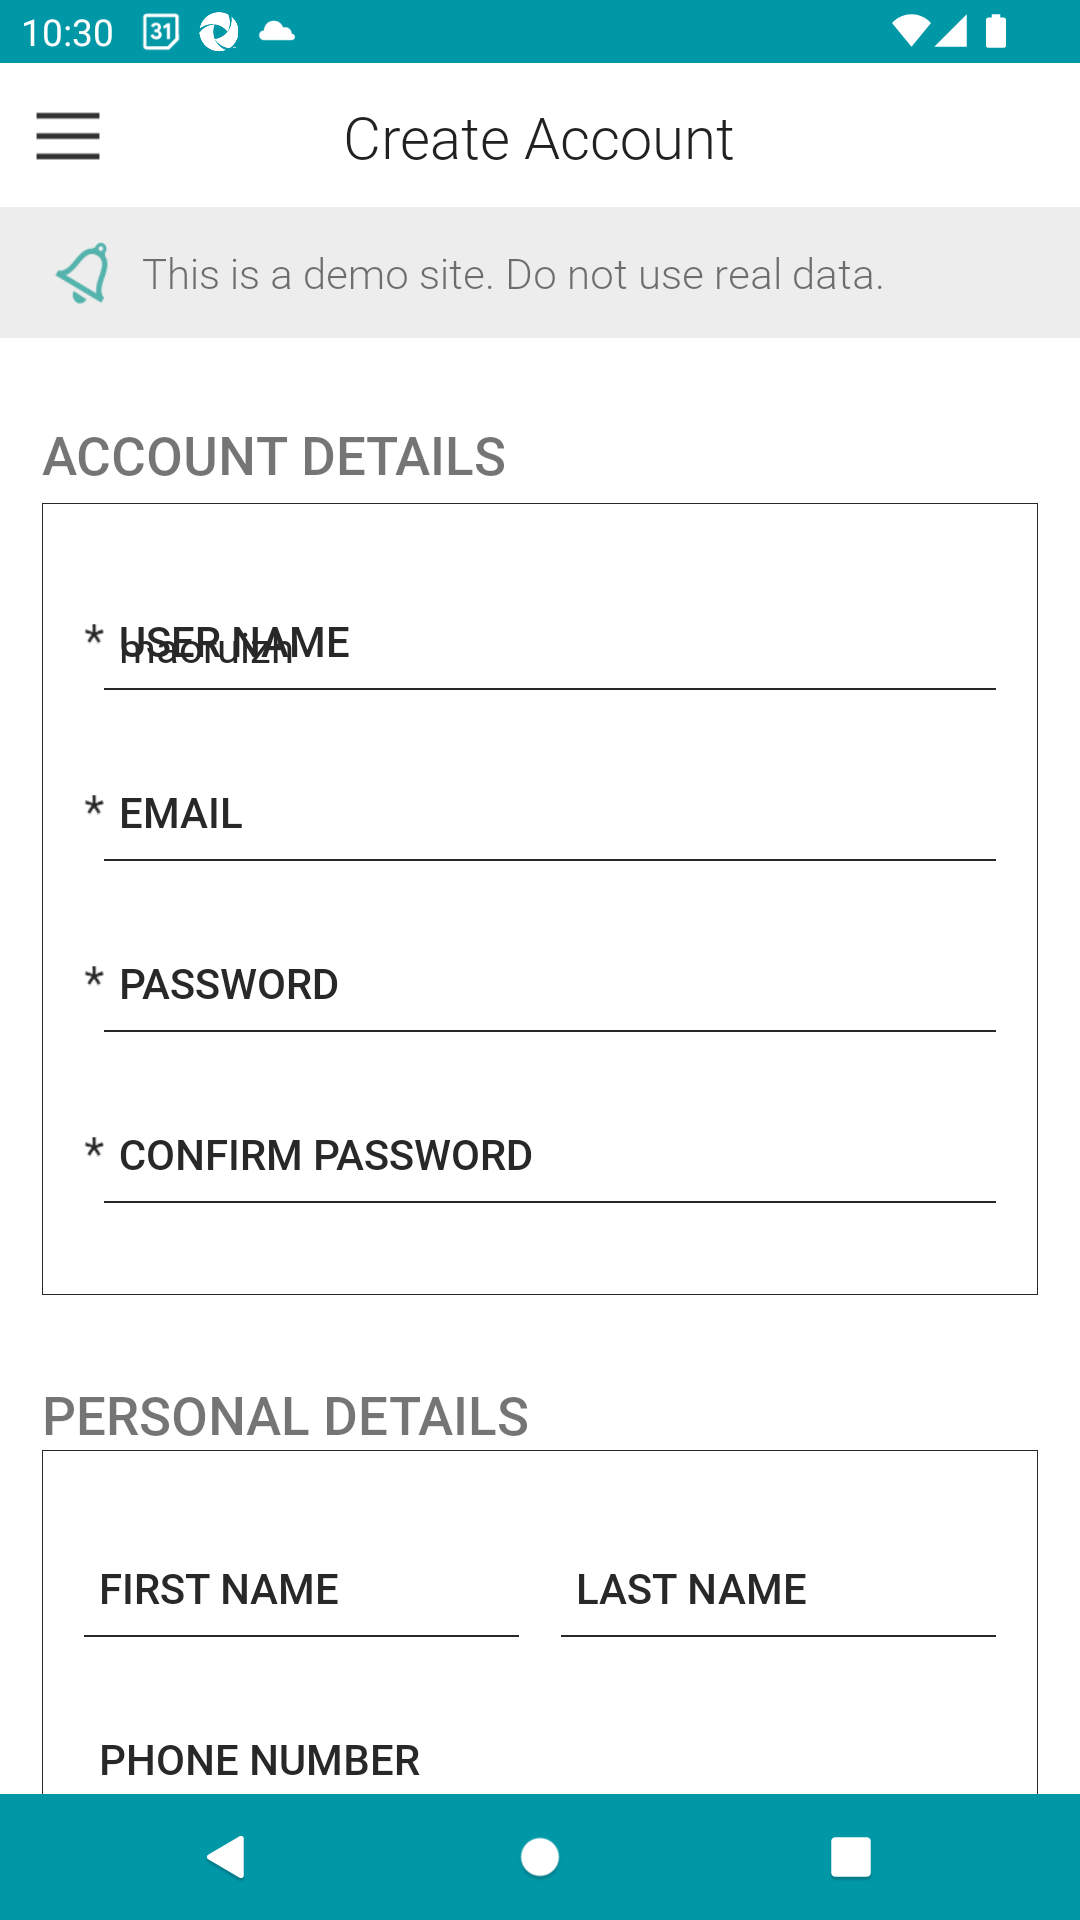 10:30 31
Create Account
This is a demo site. Do not use real data.
ACCOUNT DETAILS
* USER NAME
maoruizh
* EMAIL
* PASSWORD
* CONFIRM PASSWORD
PERSONAL DETAILS
FIRST NAME LAST NAME
PHONE NUMBER